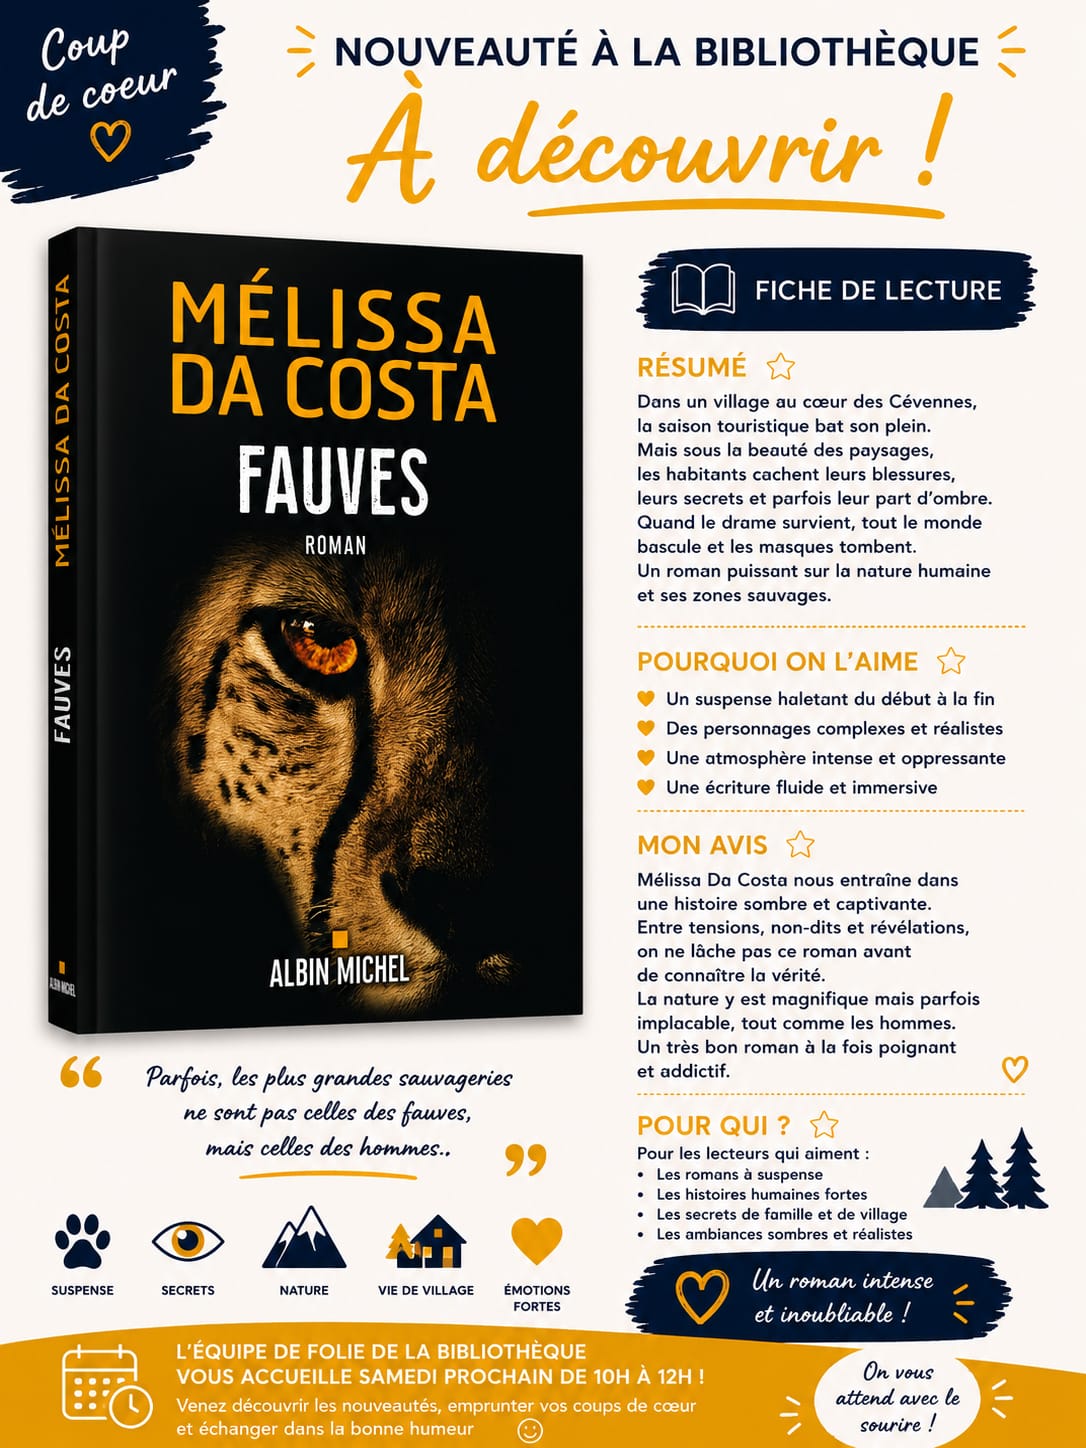 Coup
de coeur
NOUVEAUTÉ À LA BIBLIOTHÈQUE
À découvrir !
MÉLISSA DA COSTA
FAUVES
ALBIN MICHEL
MÉLISSA
DA COSTA
FAUVES
ROMAN
ALBIN MICHEL
FICHE DE LECTURE
RÉSUMÉ
Dans un village au cœur des Cévennes,
la saison touristique bat son plein.
Mais sous la beauté des paysages,
les habitants cachent leurs blessures,
leurs secrets et parfois leur part d'ombre.
Quand le drame survient, tout le monde
bascule et les masques tombent.
Un roman puissant sur la nature humaine
et ses zones sauvages.
POURQUOI ON L'AIME
Un suspense haletant du début à la fin
Des personnages complexes et réalistes
Une atmosphère intense et oppressante
Une écriture fluide et immersive
MON AVIS
Mélissa Da Costa nous entraîne dans
une histoire sombre et captivante.
Entre tensions, non-dits et révélations,
on ne lâche pas ce roman avant
de connaître la vérité.
La nature y est magnifique mais parfois
implacable, tout comme les hommes.
Un très bon roman à la fois poignant
et addictif.
POUR QUI ?
Pour les lecteurs qui aiment :
• Les romans à suspense
• Les histoires humaines fortes
• Les secrets de famille et de village
• Les ambiances sombres et réalistes
Un roman intense
et inoubliable !
“ Parfois, les plus grandes sauvageries
ne sont pas celles des fauves,
mais celles des hommes.. ”
SUSPENSE
SECRETS
NATURE
VIE DE VILLAGE
ÉMOTIONS
FORTES
L'ÉQUIPE DE FOLIE DE LA BIBLIOTHÈQUE
VOUS ACCUEILLE SAMEDI PROCHAIN DE 10H À 12H !
Venez découvrir les nouveautés, emprunter vos coups de cœur
et échanger dans la bonne humeur
On vous
attend avec le
sourire !